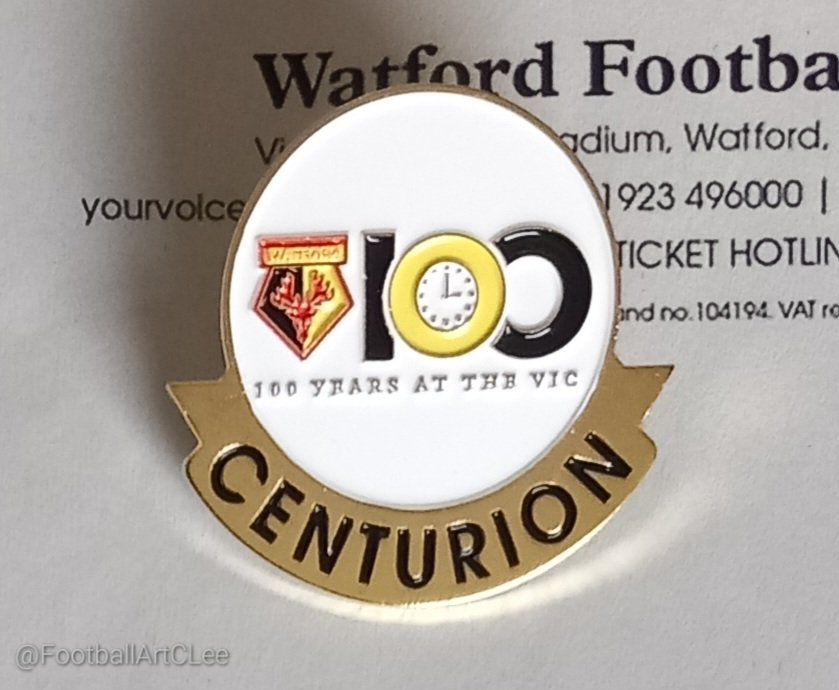 Watford Footba
adium, Watford,
yourvoice
1923 496000 |
TICKET HOTLIN
and no. 104194. VAT
WATFORD
100
100 YEARS AT THE VIC
CENTURION
@FootballArtCLee